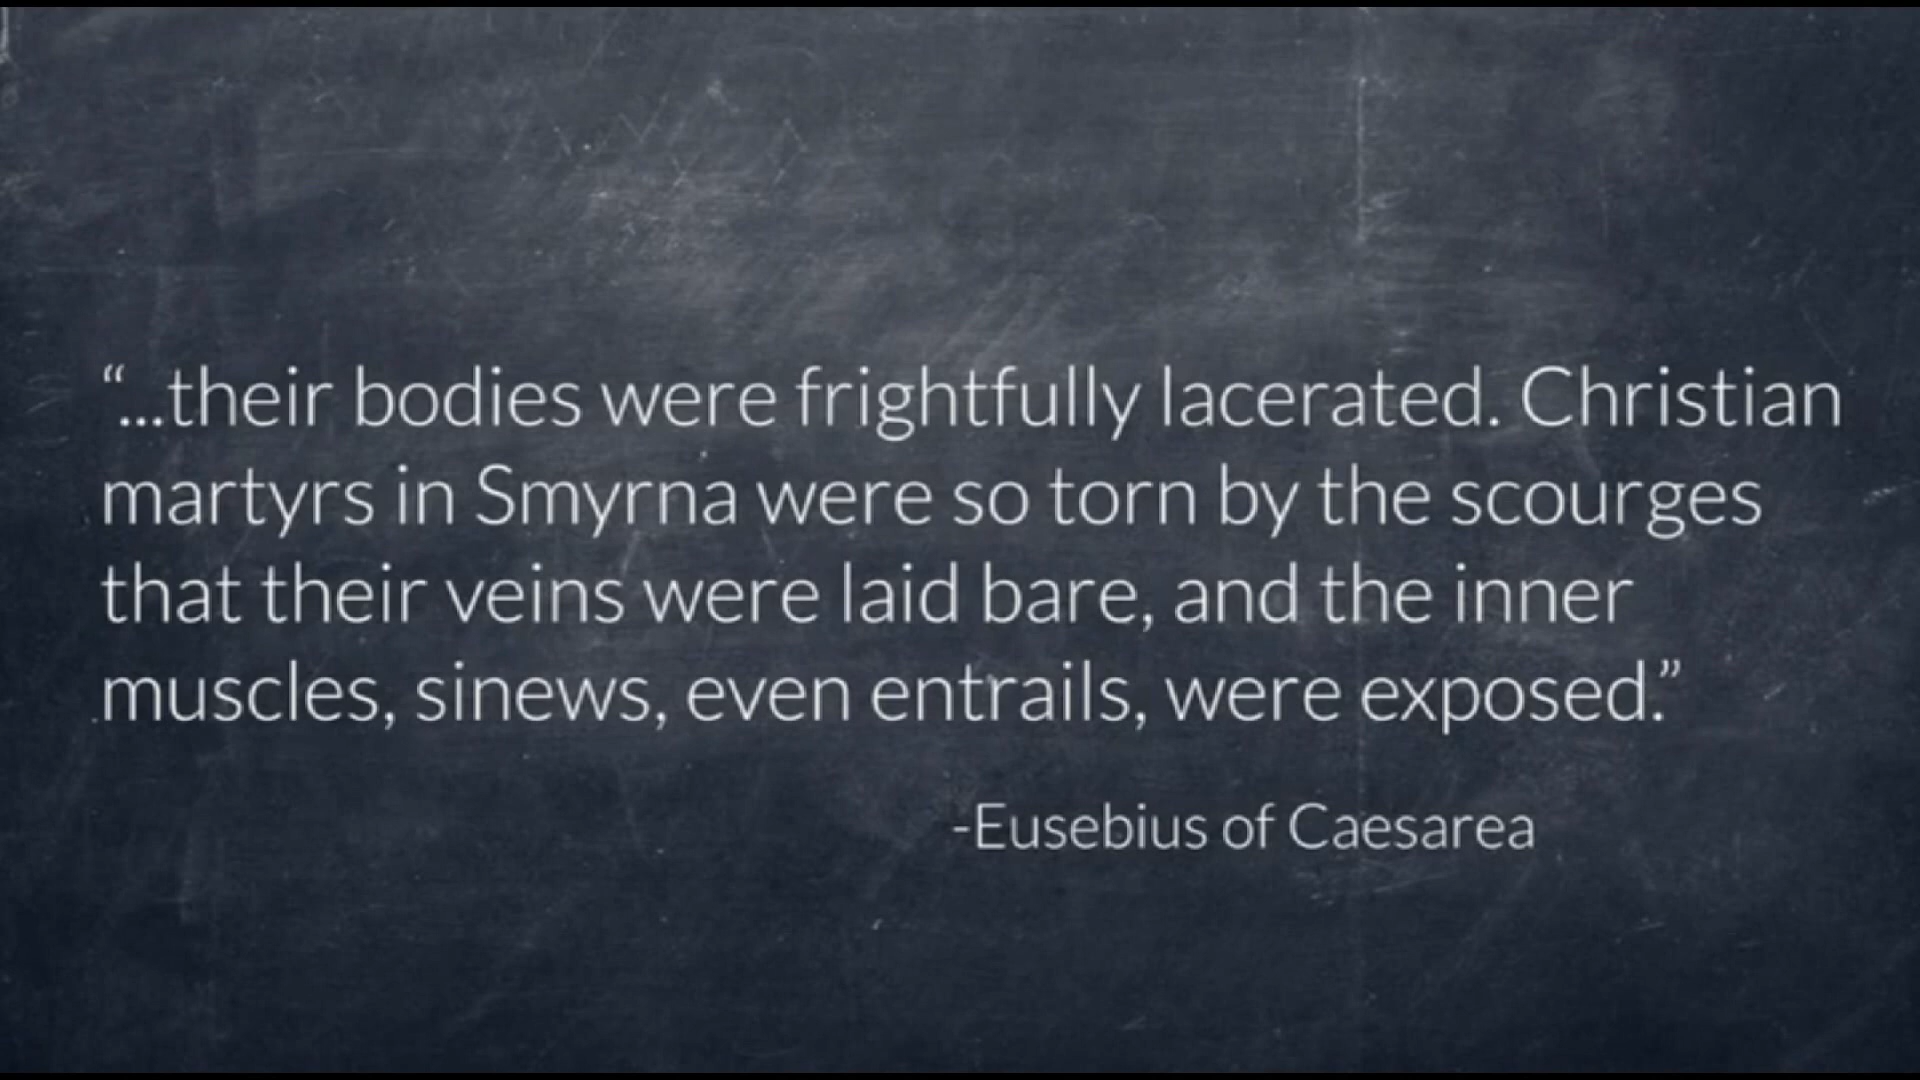 “...their bodies were frightfully lacerated. Christian
martyrs in Smyrna were so torn by the scourges
that their veins were laid bare, and the inner
muscles, sinews, even entrails, were exposed.”
-Eusebius of Caesarea